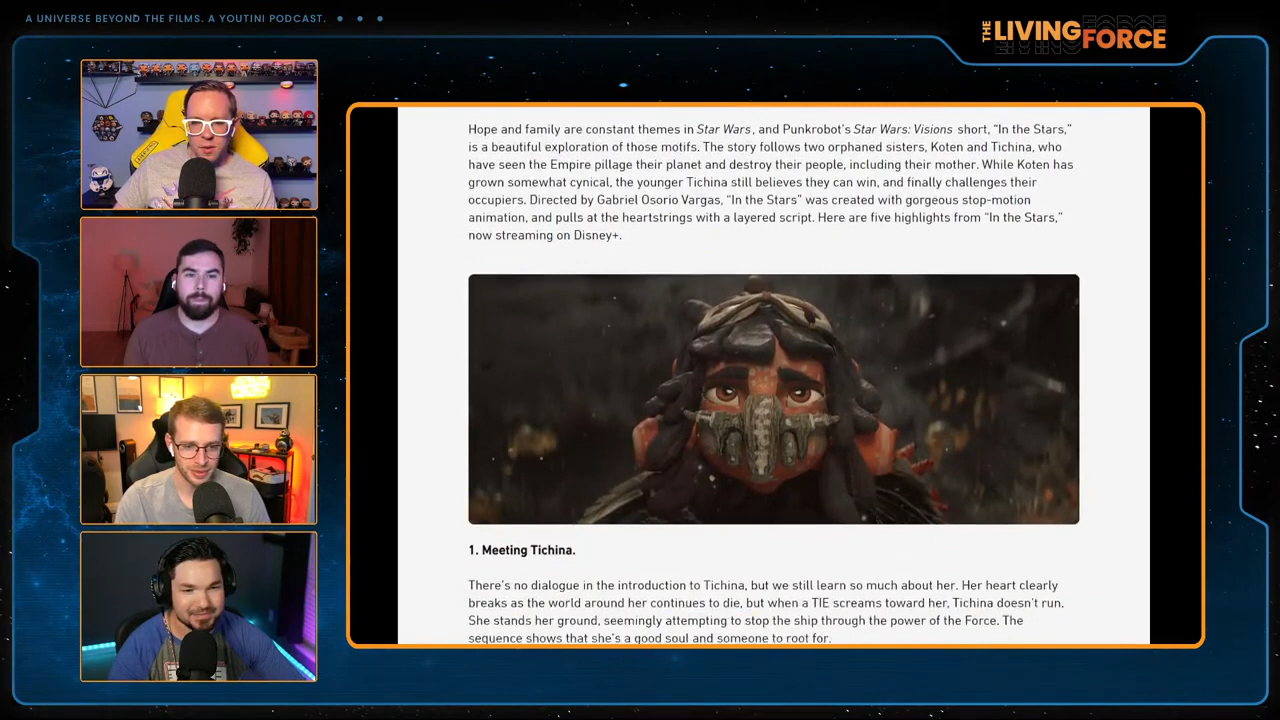 A UNIVERSE BEYOND THE FILMS. A YOUTINI PODCAST.
THE LIVING FORCE
Hope and family are constant themes in Star Wars, and Punkrobot's Star Wars: Visions short, “In the Stars,”
is a beautiful exploration of those motifs. The story follows two orphaned sisters, Koten and Tichina, who
have seen the Empire pillage their planet and destroy their people, including their mother. While Koten has
grown somewhat cynical, the younger Tichina still believes they can win, and finally challenges their
occupiers. Directed by Gabriel Osorio Vargas, “In the Stars” was created with gorgeous stop-motion
animation, and pulls at the heartstrings with a layered script. Here are five highlights from “In the Stars,”
now streaming on Disney+.
1. Meeting Tichina.
There's no dialogue in the introduction to Tichina, but we still learn so much about her. Her heart clearly
breaks as the world around her continues to die, but when a TIE screams toward her, Tichina doesn't run.
She stands her ground, seemingly attempting to stop the ship through the power of the Force. The
sequence shows that she's a good soul and someone to root for.